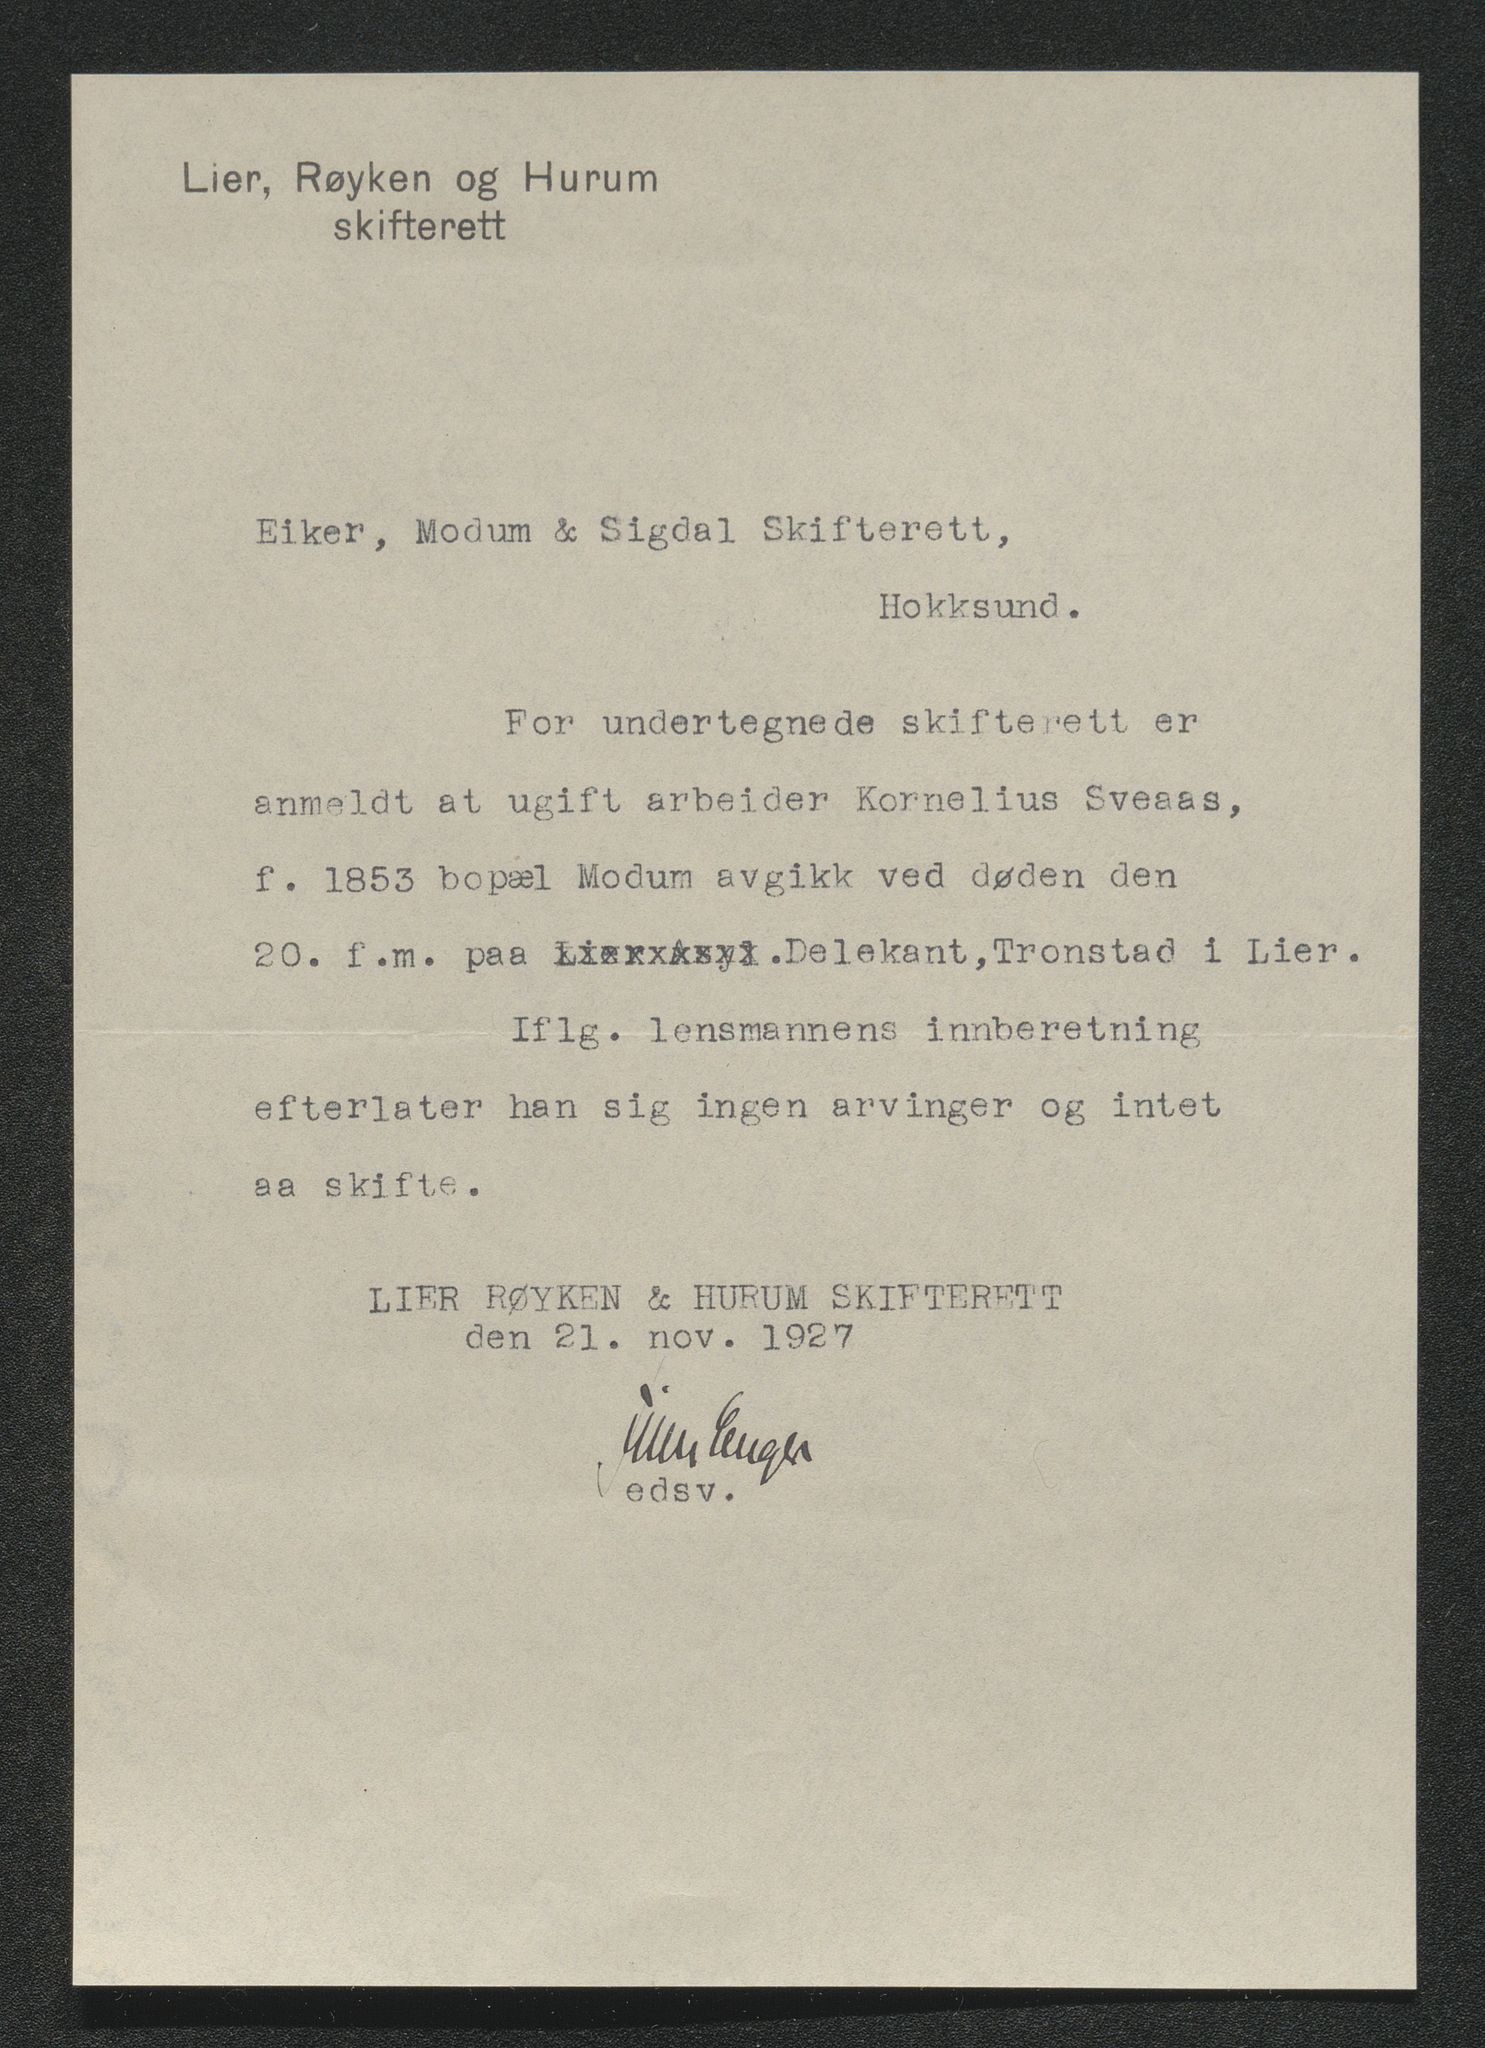 Lier, Røyken og Hurum
skifterett
Eiker, Modum & Sigdal Skifterett,
Hokksund.
For undertegnede skifterett er
anmeldt at ugift arbeider Kornelius Sveaas,
f. 1853 bopæl Modum avgikk ved døden den
20. f.m. paa Lier Asyl.Delekant,Tronstad i Lier.
Iflg. lensmannens innberetning
efterlater han sig ingen arvinger og intet
aa skifte.
LIER RØYKEN & HURUM SKIFTERETT
den 21. nov. 1927
edsv.